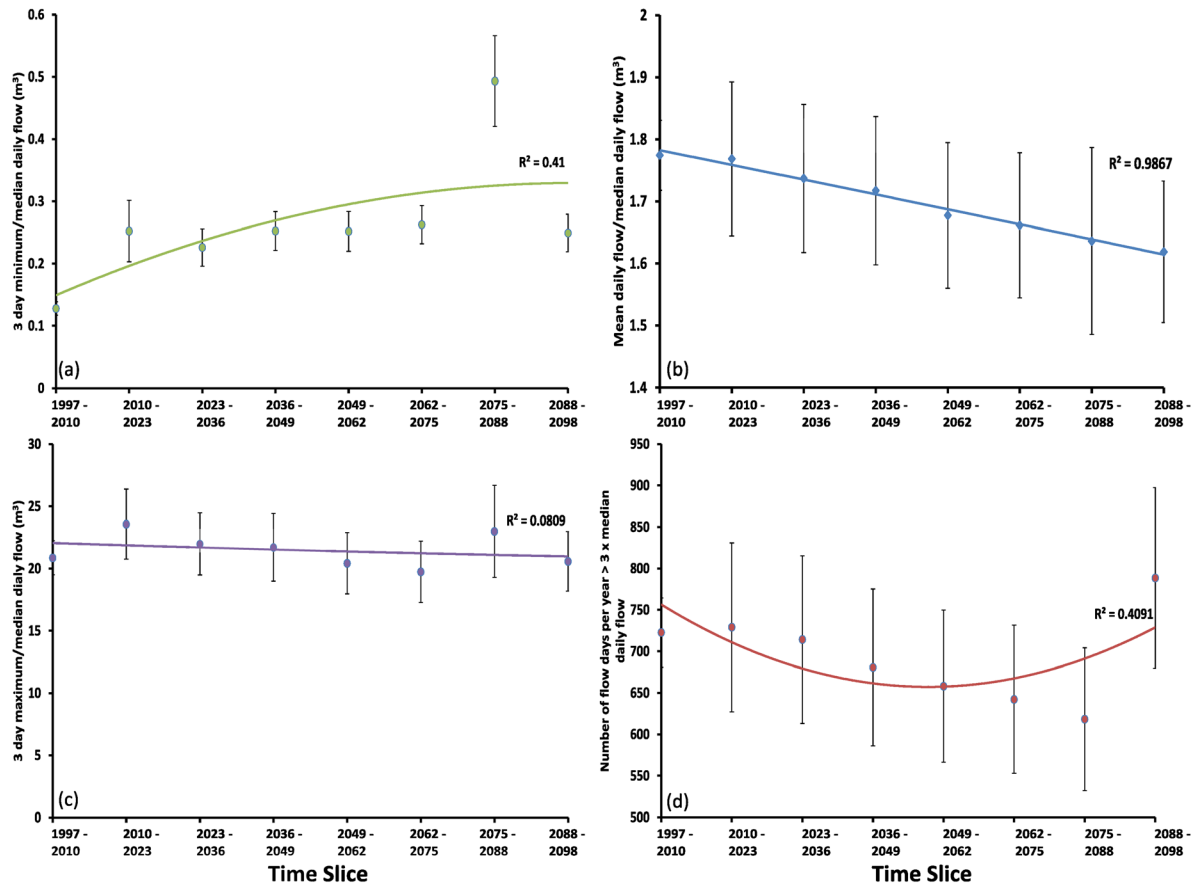 3 day minimum/median daily flow (m³)
0.6
0.5
0.4
0.3
0.2
0.1
0
R² = 0.41
(a)
1997 - 2010 - 2023 - 2036 - 2049 - 2062 - 2075 - 2088 -
2010 2023 2036 2049 2062 2075 2088 2098
Mean daily flow/median daily flow (m³)
2
1.9
1.8
1.7
1.6
1.5
1.4
R² = 0.9867
(b)
1997 - 2010 - 2023 - 2036 - 2049 - 2062 - 2075 - 2088 -
2010 2023 2036 2049 2062 2075 2088 2098
3 day maximum/median dialy flow (m³)
30
25
20
15
10
5
0
R² = 0.0809
(c)
1997 - 2010 - 2023 - 2036 - 2049 - 2062 - 2075 - 2088 -
2010 2023 2036 2049 2062 2075 2088 2098
Time Slice
Number of flow days per year > 3 x median
daily flow
950
900
850
800
750
700
650
600
550
500
R² = 0.4091
(d)
1997 - 2010 - 2023 - 2036 - 2049 - 2062 - 2075 - 2088 -
2010 2023 2036 2049 2062 2075 2088 2098
Time Slice